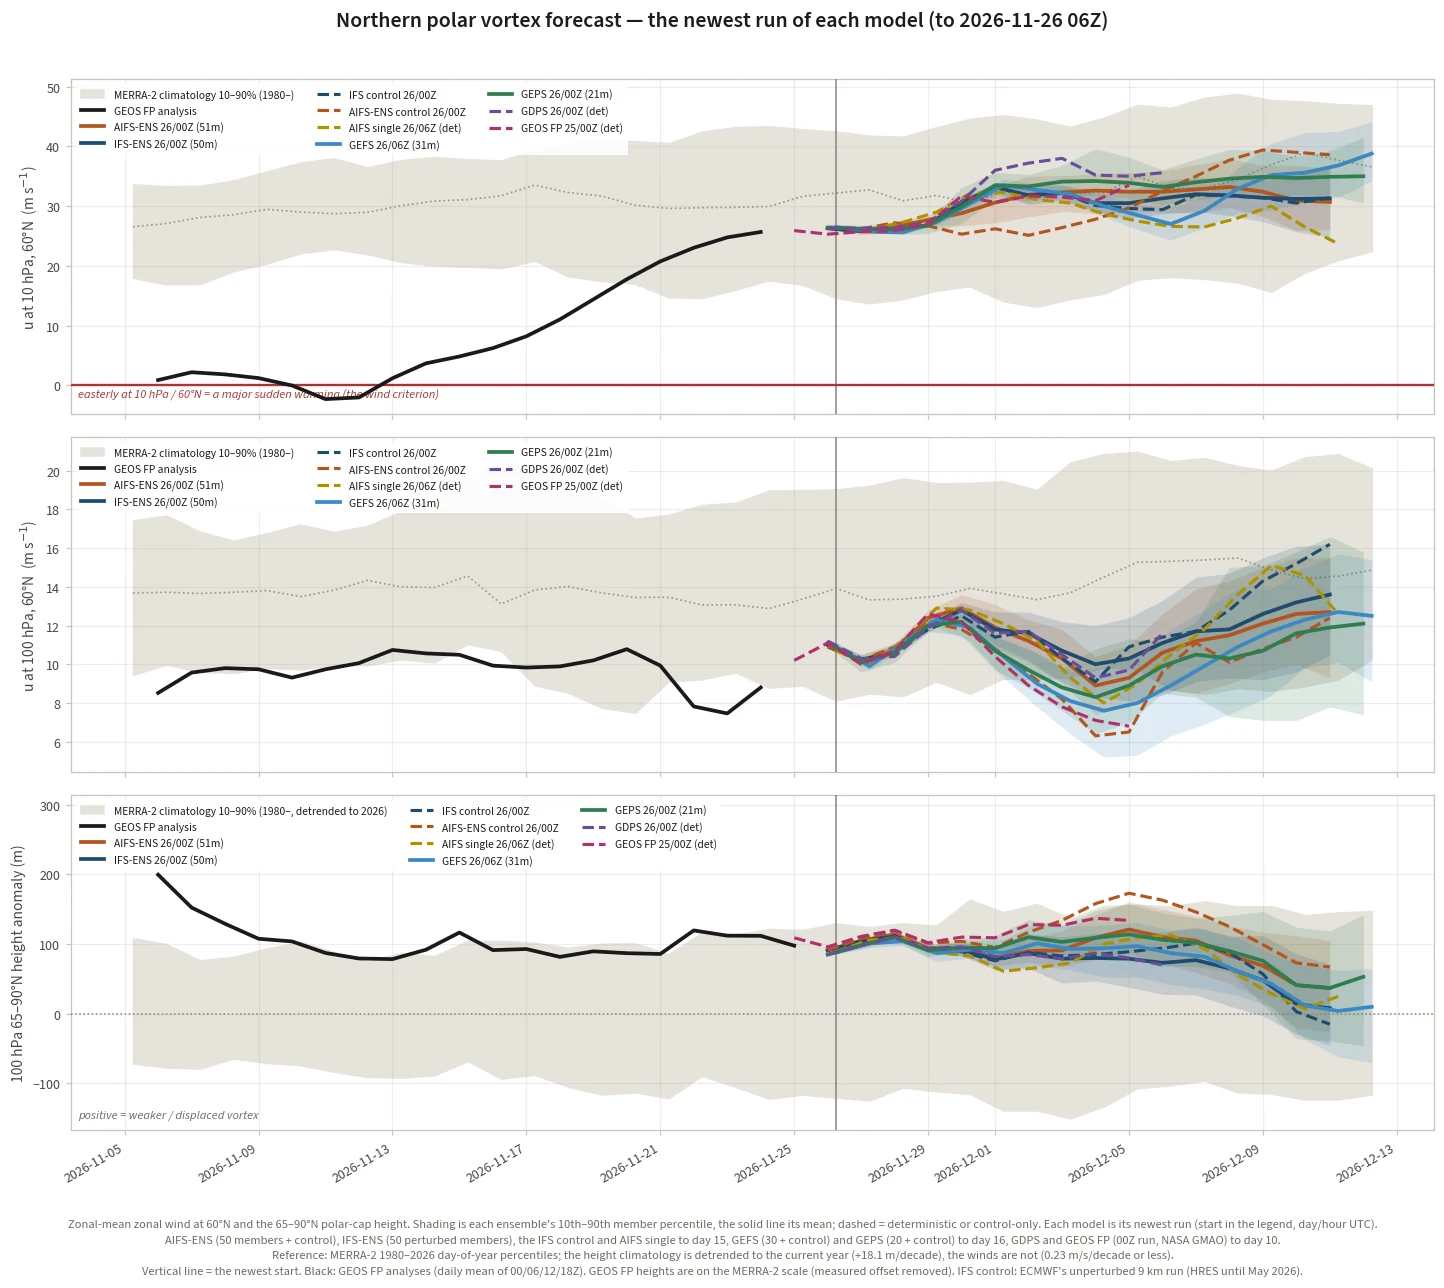 Northern polar vortex forecast — the newest run of each model (to 2026-11-26 06Z)
MERRA-2 climatology 10–90% (1980–)
GEOS FP analysis
AIFS-ENS 26/00Z (51m)
IFS-ENS 26/00Z (50m)
IFS control 26/00Z
AIFS-ENS control 26/00Z
AIFS single 26/06Z (det)
GEFS 26/06Z (31m)
GEPS 26/00Z (21m)
GDPS 26/00Z (det)
GEOS FP 25/00Z (det)
u at 10 hPa, 60°N (m s⁻¹)
50
40
30
20
10
0
easterly at 10 hPa / 60°N = a major sudden warming (the wind criterion)
MERRA-2 climatology 10–90% (1980–)
GEOS FP analysis
AIFS-ENS 26/00Z (51m)
IFS-ENS 26/00Z (50m)
IFS control 26/00Z
AIFS-ENS control 26/00Z
AIFS single 26/06Z (det)
GEFS 26/06Z (31m)
GEPS 26/00Z (21m)
GDPS 26/00Z (det)
GEOS FP 25/00Z (det)
u at 100 hPa, 60°N (m s⁻¹)
20
18
16
14
12
10
8
6
MERRA-2 climatology 10–90% (1980–, detrended to 2026)
GEOS FP analysis
AIFS-ENS 26/00Z (51m)
IFS-ENS 26/00Z (50m)
IFS control 26/00Z
AIFS-ENS control 26/00Z
AIFS single 26/06Z (det)
GEFS 26/06Z (31m)
GEPS 26/00Z (21m)
GDPS 26/00Z (det)
GEOS FP 25/00Z (det)
100 hPa 65–90°N height anomaly (m)
300
200
100
0
−100
positive = weaker / displaced vortex
2026-11-05
2026-11-09
2026-11-13
2026-11-17
2026-11-21
2026-11-25
2026-11-29
2026-12-01
2026-12-05
2026-12-09
2026-12-13
Zonal-mean zonal wind at 60°N and the 65–90°N polar-cap height. Shading is each ensemble's 10th–90th member percentile, the solid line its mean; dashed = deterministic or control-only. Each model is its newest run (start in the legend, day/hour UTC).
AIFS-ENS (50 members + control), IFS-ENS (50 perturbed members), the IFS control and AIFS single to day 15, GEFS (30 + control) and GEPS (20 + control) to day 16, GDPS and GEOS FP (00Z run, NASA GMAO) to day 10.
Reference: MERRA-2 1980–2026 day-of-year percentiles; the height climatology is detrended to the current year (+18.1 m/decade), the winds are not (0.23 m/s/decade or less).
Vertical line = the newest start. Black: GEOS FP analyses (daily mean of 00/06/12/18Z). GEOS FP heights are on the MERRA-2 scale (measured offset removed). IFS control: ECMWF's unperturbed 9 km run (HRES until May 2026).